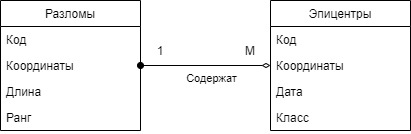 Разломы
Код
Координаты
Длина
Ранг
1
М
Содержат
Эпицентры
Код
Координаты
Дата
Класс